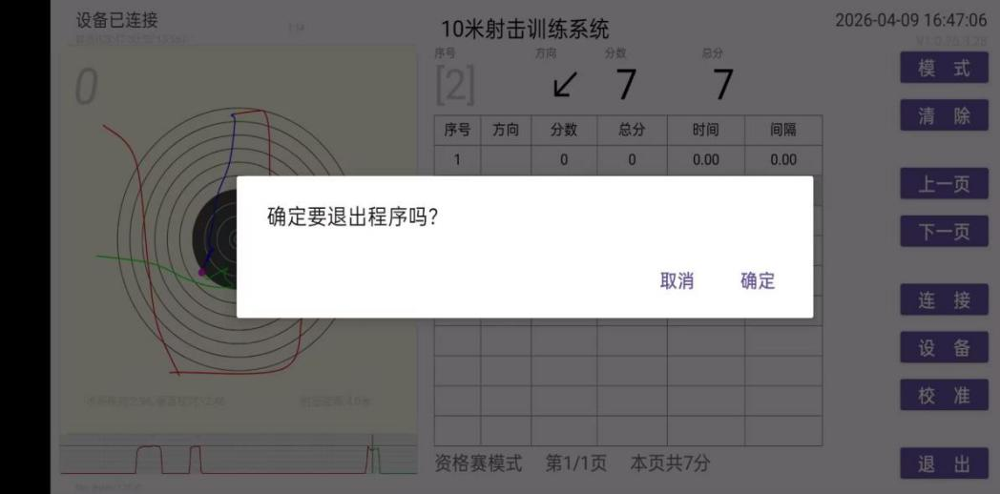 设备已连接
10米射击训练系统
2026-04-09 16:47:06
V1.0.26.3.28
序号 方向 分数 总分
0
[2] ↙ 7 7
模 式
清 除
序号 方向 分数 总分 时间 间隔
1 0 0 0.00 0.00
上一页
下一页
确定要退出程序吗?
取消 确定
连 接
设 备
校 准
资格赛模式 第1/1页 本页共7分
退 出